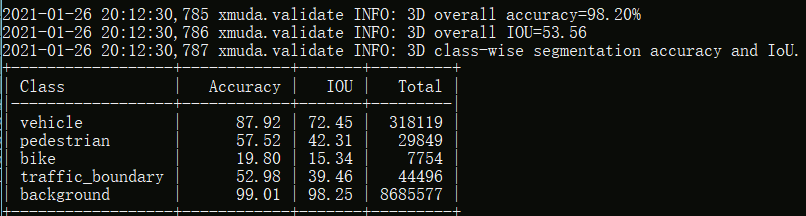 2021-01-26 20:12:30,785 xmuda.validate INFO: 3D overall accuracy=98.20%
2021-01-26 20:12:30,786 xmuda.validate INFO: 3D overall IOU=53.56
2021-01-26 20:12:30,787 xmuda.validate INFO: 3D class-wise segmentation accuracy and IoU.
+------------------+----------+-------+---------+
| Class            | Accuracy |   IOU |   Total |
|------------------+----------+-------+---------|
| vehicle          |    87.92 | 72.45 |  318119 |
| pedestrian       |    57.52 | 42.31 |   29849 |
| bike             |    19.80 | 15.34 |    7754 |
| traffic_boundary |    52.98 | 39.46 |   44496 |
| background       |    99.01 | 98.25 | 8685577 |
+------------------+----------+-------+---------+